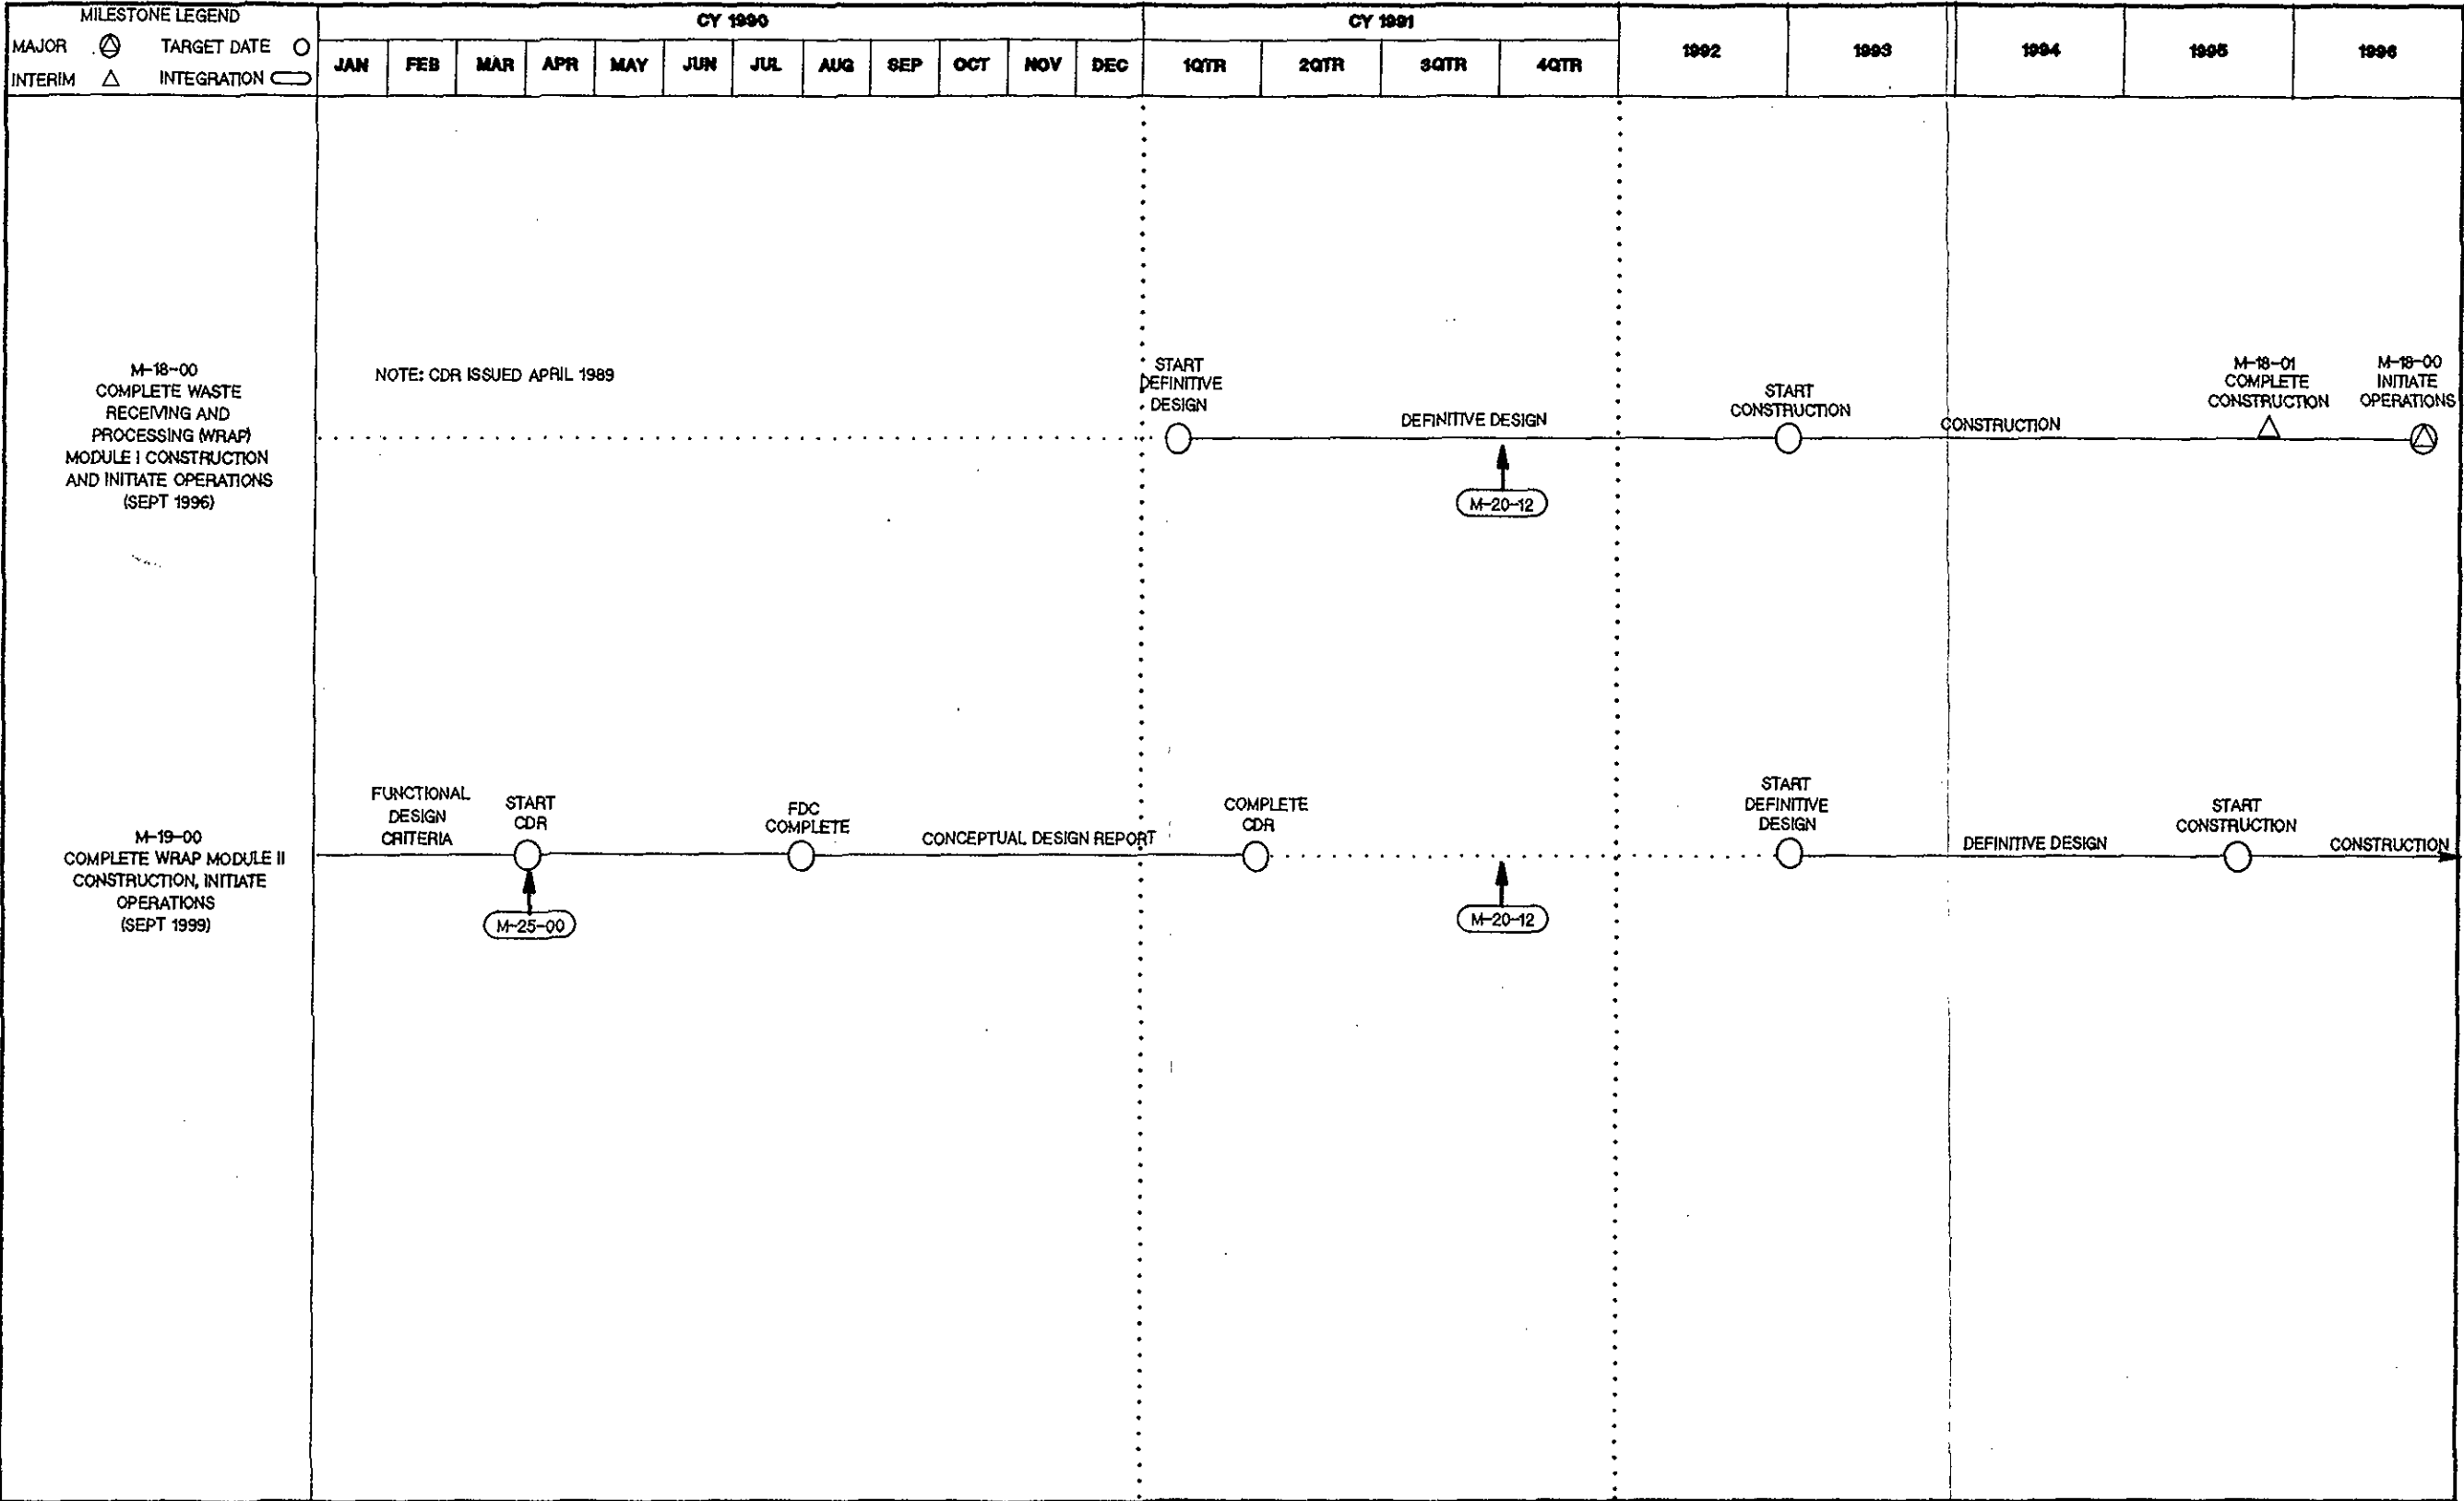 MILESTONE LEGEND
MAJOR TARGET DATE
INTERIM INTEGRATION
CY 1990
CY 1991
JAN FEB MAR APR MAY JUN JUL AUG SEP OCT NOV DEC
1QTR 2QTR 3QTR 4QTR
1992 1993 1994 1995 1996
M-18-00
COMPLETE WASTE
RECEIVING AND
PROCESSING (WRAP)
MODULE I CONSTRUCTION
AND INITIATE OPERATIONS
(SEPT 1996)
NOTE: CDR ISSUED APRIL 1989
START
DEFINITIVE
DESIGN
DEFINITIVE DESIGN
M-20-12
START
CONSTRUCTION
CONSTRUCTION
M-18-01
COMPLETE
CONSTRUCTION
M-18-00
INITIATE
OPERATIONS
M-19-00
COMPLETE WRAP MODULE II
CONSTRUCTION, INITIATE
OPERATIONS
(SEPT 1999)
FUNCTIONAL
DESIGN
CRITERIA
START
CDR
M-25-00
FDC
COMPLETE
CONCEPTUAL DESIGN REPORT
COMPLETE
CDR
M-20-12
START
DEFINITIVE
DESIGN
DEFINITIVE DESIGN
START
CONSTRUCTION
CONSTRUCTION